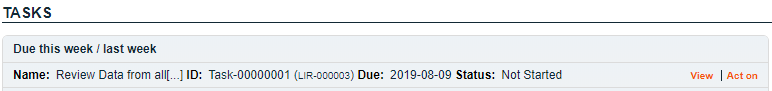 TASKS
Due this week / last week
Name: Review Data from all[...] ID: Task-00000001 (LIR-000003) Due: 2019-08-09 Status: Not Started View | Act on